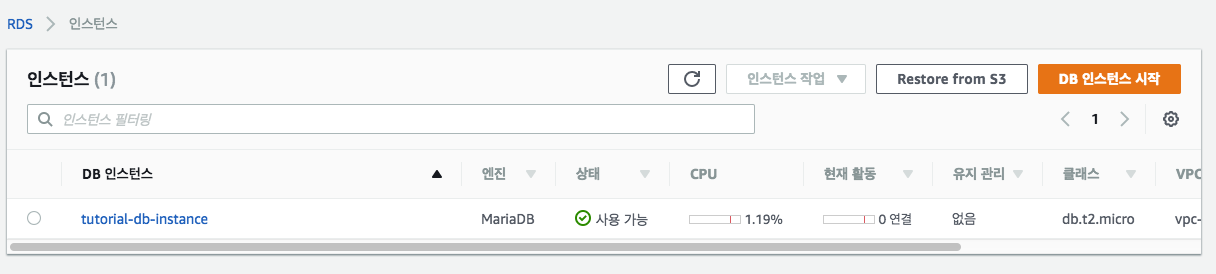 RDS > 인스턴스
인스턴스 (1) 인스턴스 작업 Restore from S3 DB 인스턴스 시작
인스턴스 필터링 1
DB 인스턴스 엔진 상태 CPU 현재 활동 유지 관리 클래스 VPC
tutorial-db-instance MariaDB 사용 가능 1.19% 0 연결 없음 db.t2.micro vpc-